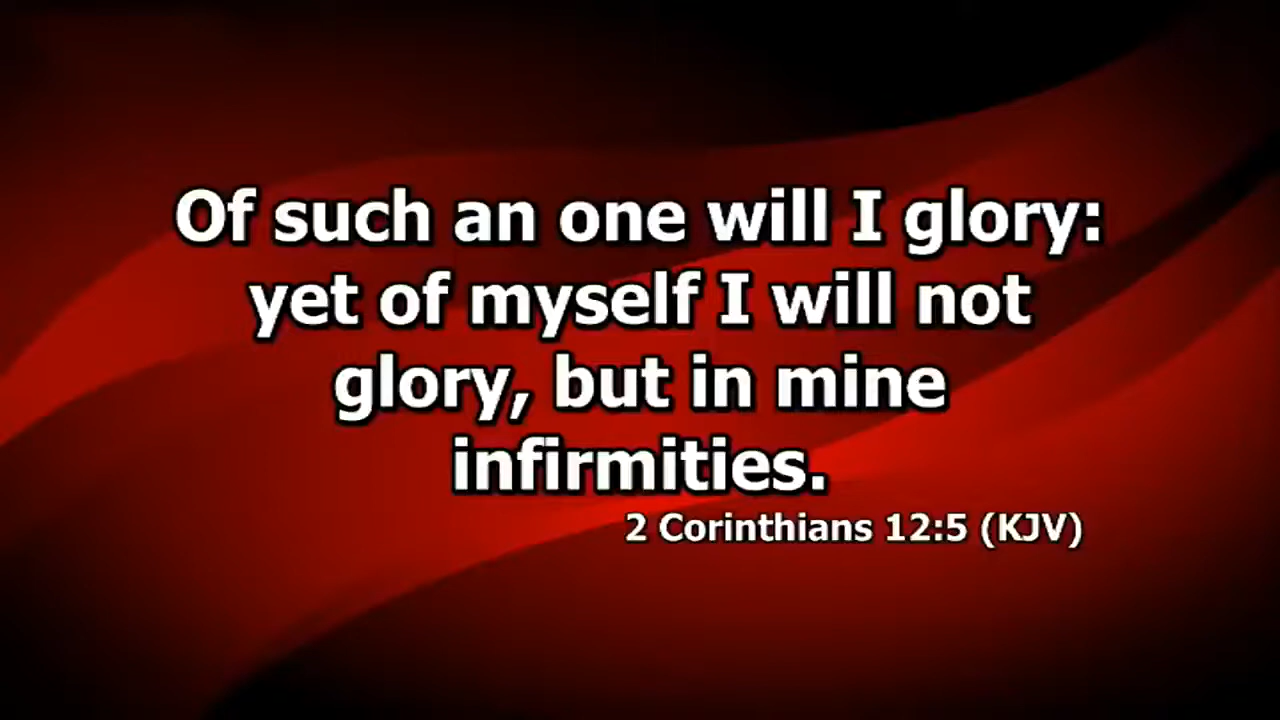 Of such an one will I glory:
yet of myself I will not
glory, but in mine
infirmities.
2 Corinthians 12:5 (KJV)